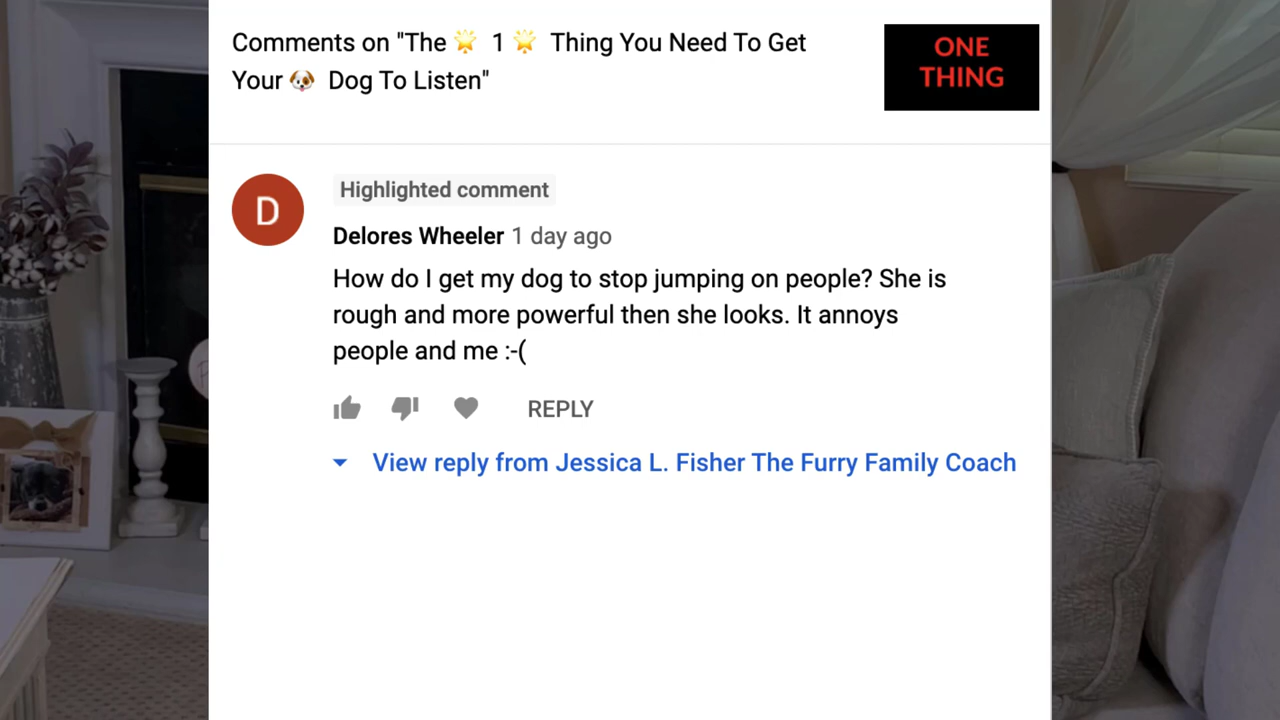 Comments on "The 🌟 1 🌟 Thing You Need To Get
Your 🐶 Dog To Listen"
ONE
THING
D
Highlighted comment
Delores Wheeler 1 day ago
How do I get my dog to stop jumping on people? She is
rough and more powerful then she looks. It annoys
people and me :-(
REPLY
View reply from Jessica L. Fisher The Furry Family Coach